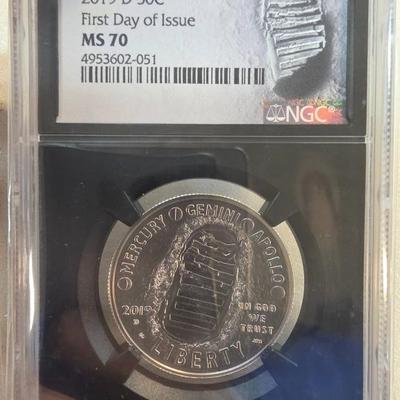 2019 D 50C
First Day of Issue
MS 70
4953602-051
NGC
MERCURY GEMINI APOLLO
2019
D
IN GOD
WE
TRUST
LIBERTY